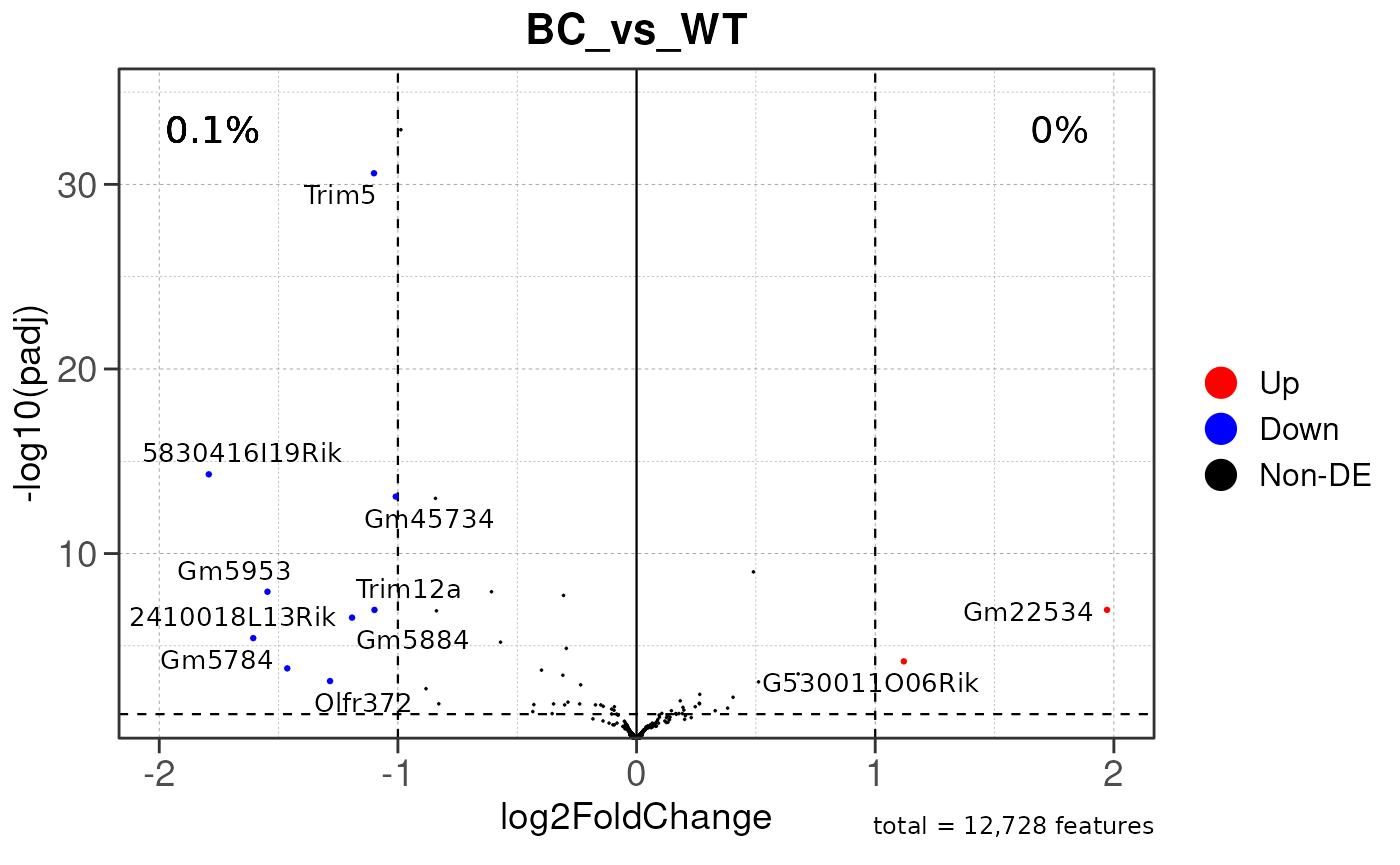 BC_vs_WT
0.1%
0%
Trim5
5830416I19Rik
Gm45734
Gm5953
Trim12a
2410018L13Rik
Gm22534
Gm5884
Gm5784
G530011O06Rik
Olfr372
30
20
10
-log10(padj)
-2
-1
0
1
2
log2FoldChange
total = 12,728 features
Up
Down
Non-DE